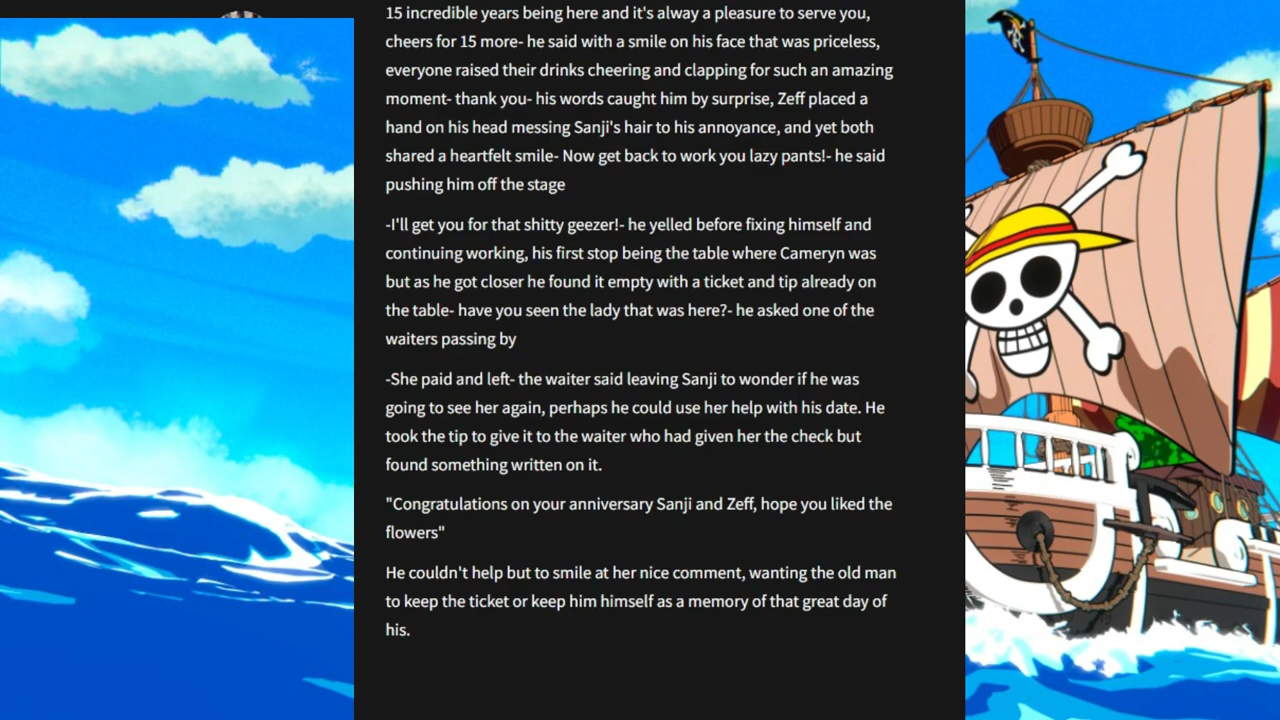 15 incredible years being here and it's alway a pleasure to serve you,
cheers for 15 more- he said with a smile on his face that was priceless,
everyone raised their drinks cheering and clapping for such an amazing
moment- thank you- his words caught him by surprise, Zeff placed a
hand on his head messing Sanji's hair to his annoyance, and yet both
shared a heartfelt smile- Now get back to work you lazy pants!- he said
pushing him off the stage
-I'll get you for that shitty geezer!- he yelled before fixing himself and
continuing working, his first stop being the table where Cameryn was
but as he got closer he found it empty with a ticket and tip already on
the table- have you seen the lady that was here?- he asked one of the
waiters passing by
-She paid and left- the waiter said leaving Sanji to wonder if he was
going to see her again, perhaps he could use her help with his date. He
took the tip to give it to the waiter who had given her the check but
found something written on it.
"Congratulations on your anniversary Sanji and Zeff, hope you liked the
flowers"
He couldn't help but to smile at her nice comment, wanting the old man
to keep the ticket or keep him himself as a memory of that great day of
his.